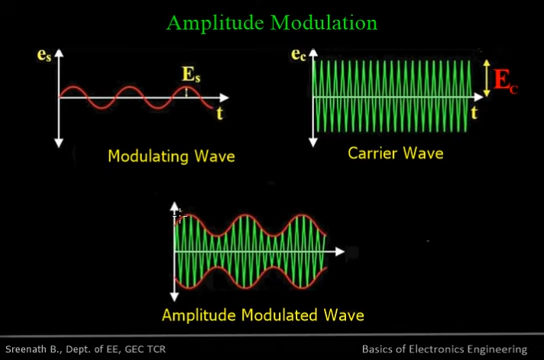 Amplitude Modulation
es
Es
t
Modulating Wave
ec
EC
t
Carrier Wave
Amplitude Modulated Wave
Sreenath B., Dept. of EE, GEC TCR
Basics of Electronics Engineering